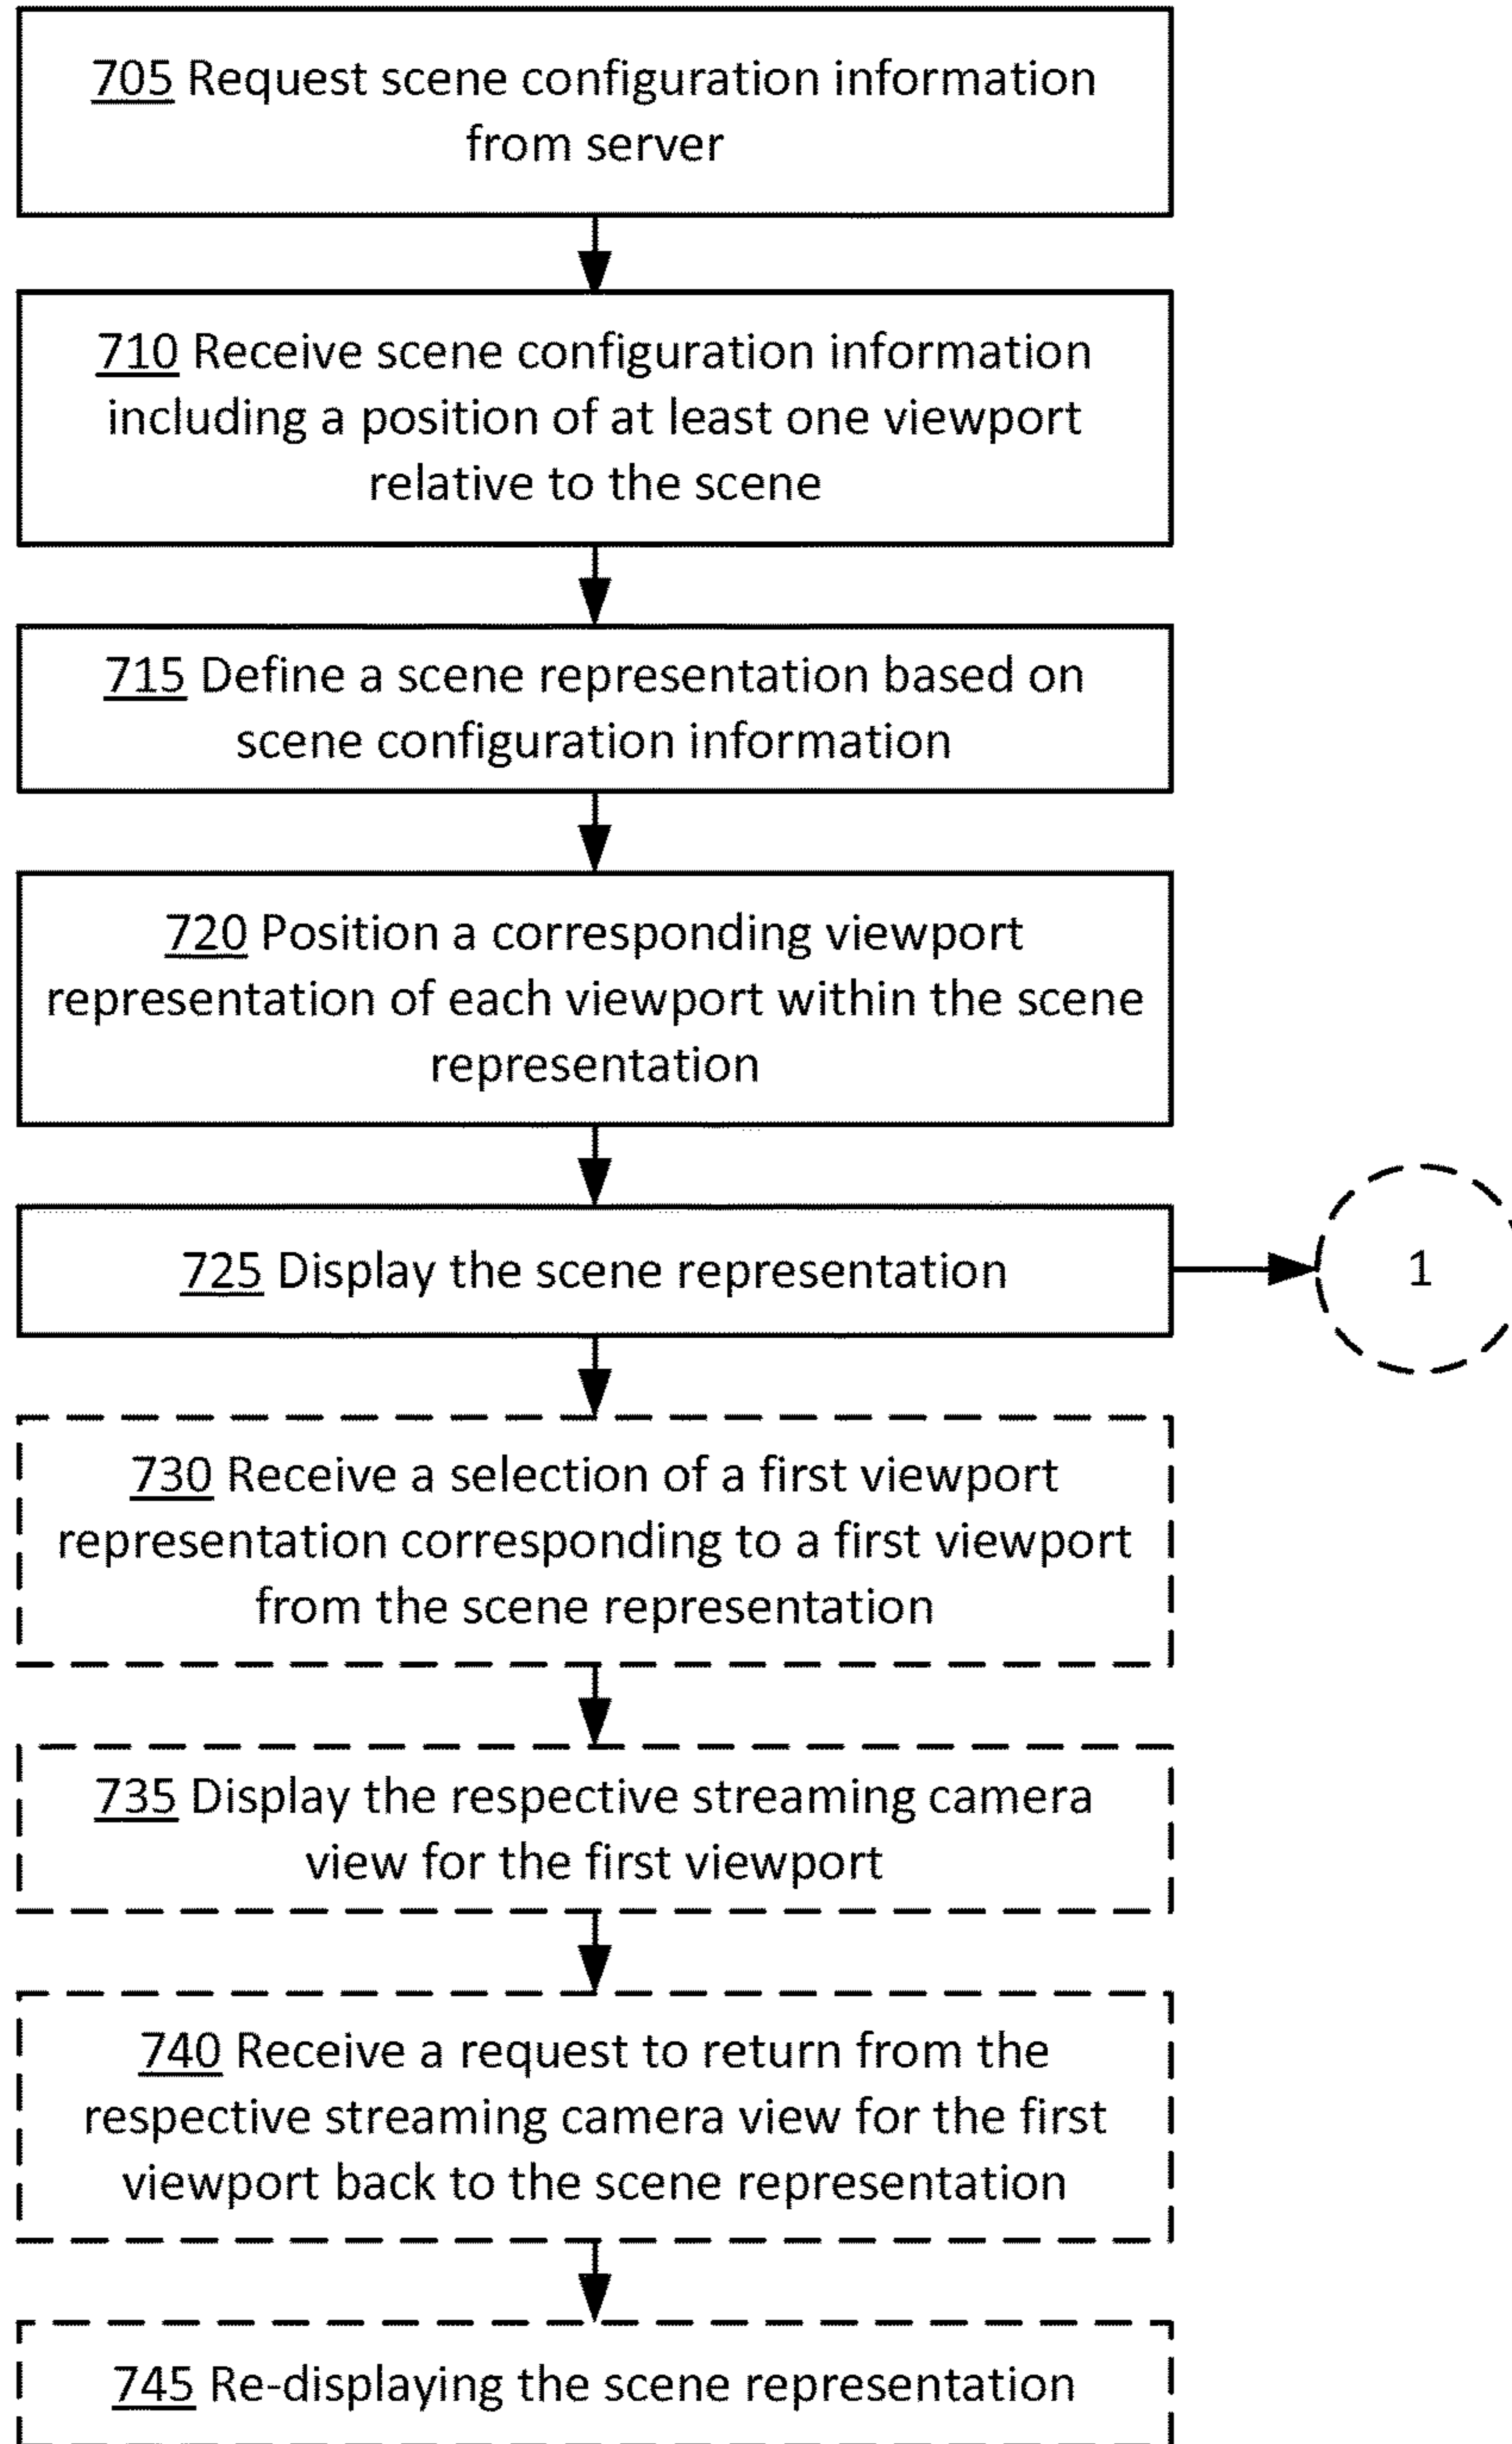 705 Request scene configuration information
from server
710 Receive scene configuration information
including a position of at least one viewport
relative to the scene
715 Define a scene representation based on
scene configuration information
720 Position a corresponding viewport
representation of each viewport within the scene
representation
725 Display the scene representation
1
730 Receive a selection of a first viewport
representation corresponding to a first viewport
from the scene representation
735 Display the respective streaming camera
view for the first viewport
740 Receive a request to return from the
respective streaming camera view for the first
viewport back to the scene representation
745 Re-displaying the scene representation